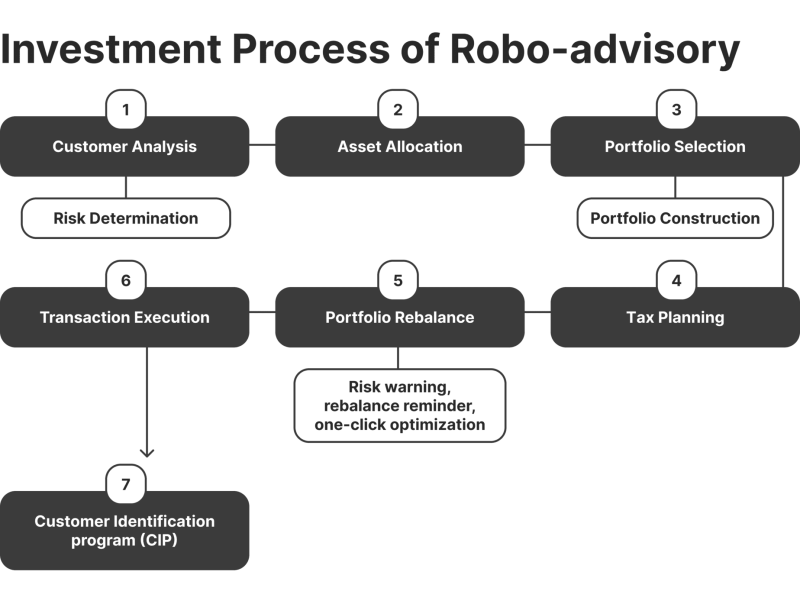 Investment Process of Robo-advisory
1
Customer Analysis
Risk Determination
2
Asset Allocation
3
Portfolio Selection
Portfolio Construction
4
Tax Planning
5
Portfolio Rebalance
Risk warning,
rebalance reminder,
one-click optimization
6
Transaction Execution
7
Customer Identification
program (CIP)